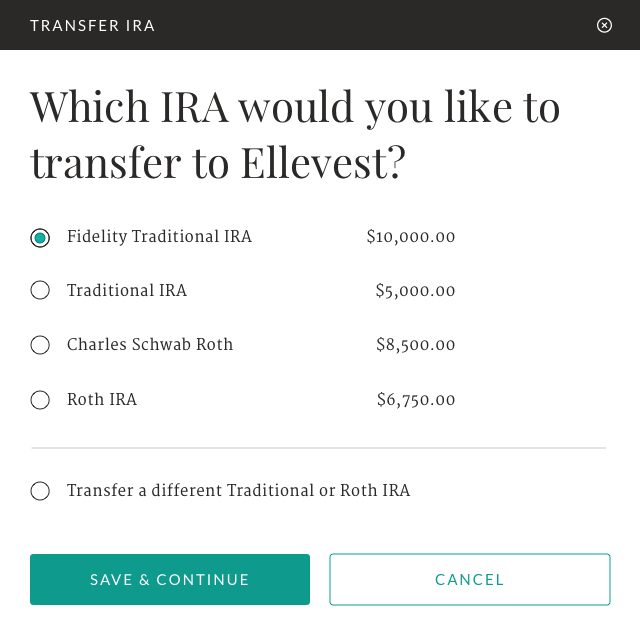 TRANSFER IRA
Which IRA would you like to
transfer to Ellevest?
Fidelity Traditional IRA $10,000.00
Traditional IRA $5,000.00
Charles Schwab Roth $8,500.00
Roth IRA $6,750.00
Transfer a different Traditional or Roth IRA
SAVE & CONTINUE CANCEL